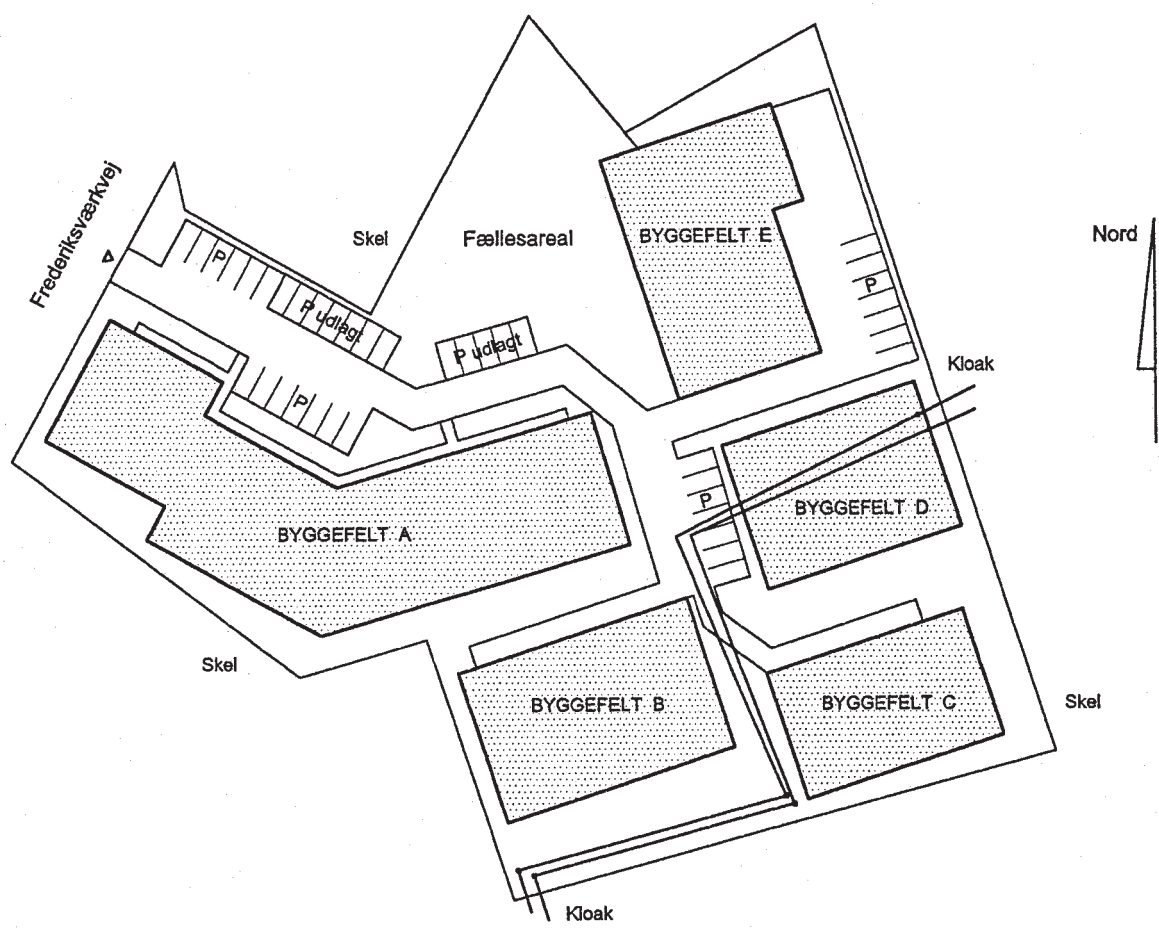 Frederiksværkvej
P
P udlagt
Skel
Fællesareal
BYGGEFELT E
P
Nord
P udlagt
Kloak
P
P
BYGGEFELT A
BYGGEFELT D
Skel
BYGGEFELT B
BYGGEFELT C
Skel
Kloak